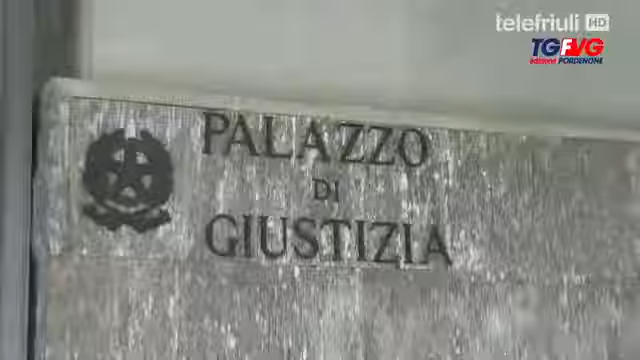 telefriuli HD
TGFVG
edizione PORDENONE
PALAZZO
DI
GIUSTIZIA